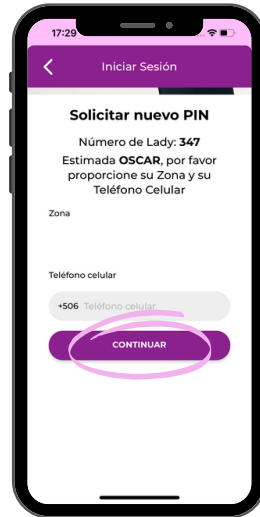 17:29
Iniciar Sesión
Solicitar nuevo PIN
Número de Lady: 347
Estimada OSCAR, por favor
proporcione su Zona y su
Teléfono Celular
Zona
Teléfono celular
+506 Teléfono celular
CONTINUAR